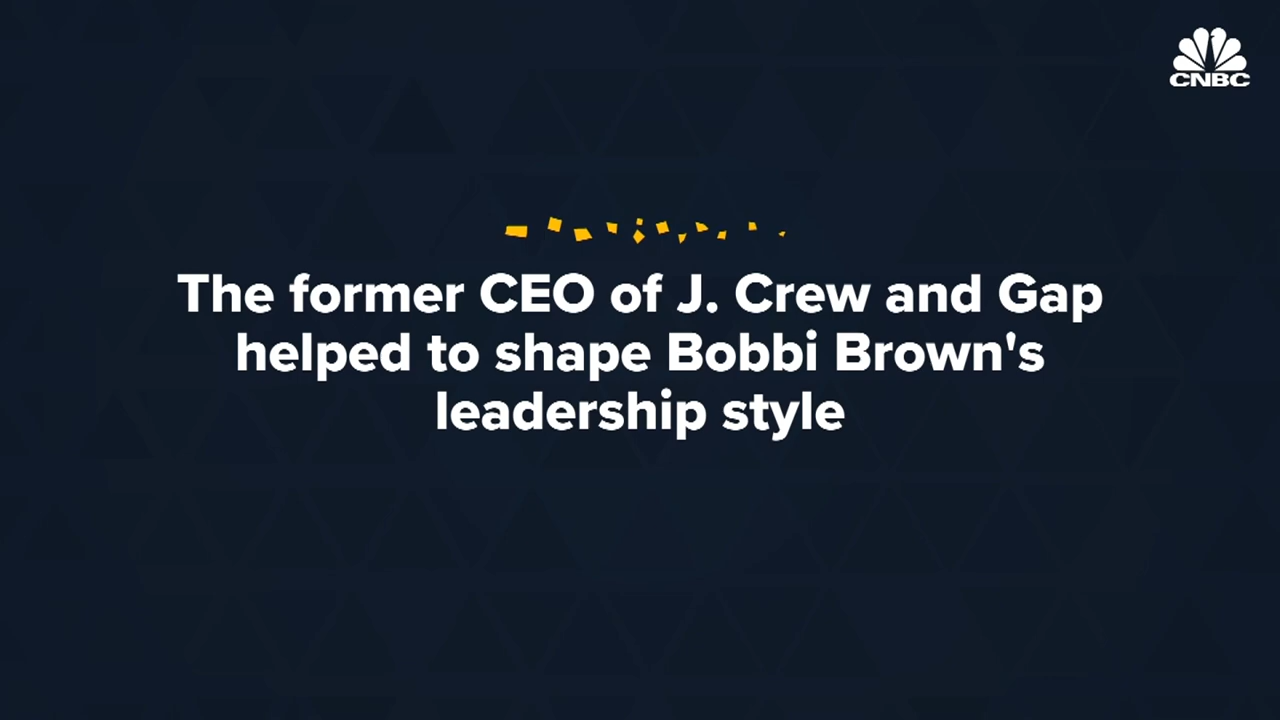 CNBC
The former CEO of J. Crew and Gap
helped to shape Bobbi Brown's
leadership style